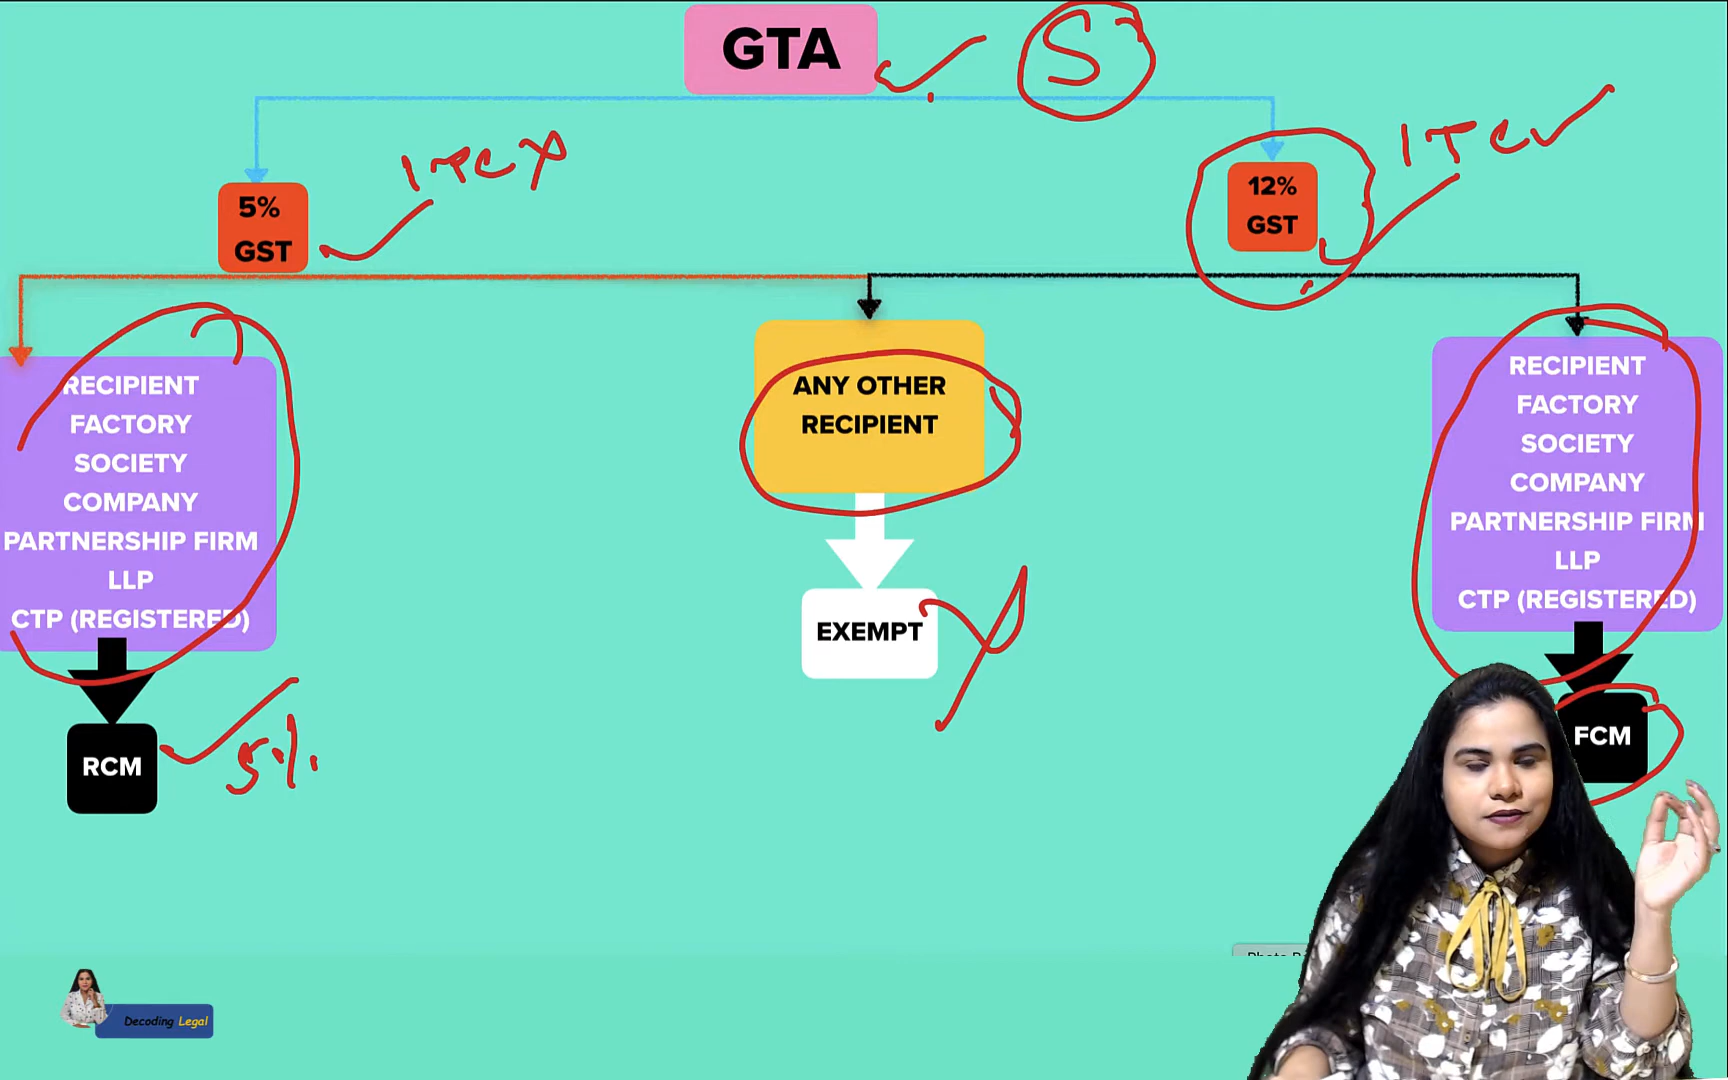 GTA
S
ITC X
ITC
5%
GST
12%
GST
RECIPIENT
FACTORY
SOCIETY
COMPANY
PARTNERSHIP FIRM
LLP
CTP (REGISTERED)
ANY OTHER
RECIPIENT
RECIPIENT
FACTORY
SOCIETY
COMPANY
PARTNERSHIP FIRM
LLP
CTP (REGISTERED)
EXEMPT
RCM
5%
FCM
Decoding Legal